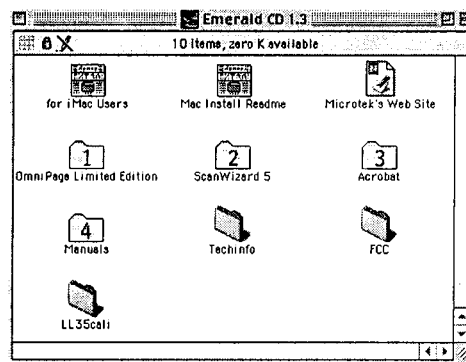 Emerald CD 1.3
10 items, zero K available
for iMac Users
Mac Install Readme
Microtek's Web Site
1
2
3
OmniPage Limited Edition
ScanWizard 5
Acrobat
4
Manuals
Techinfo
FCC
LL35cali